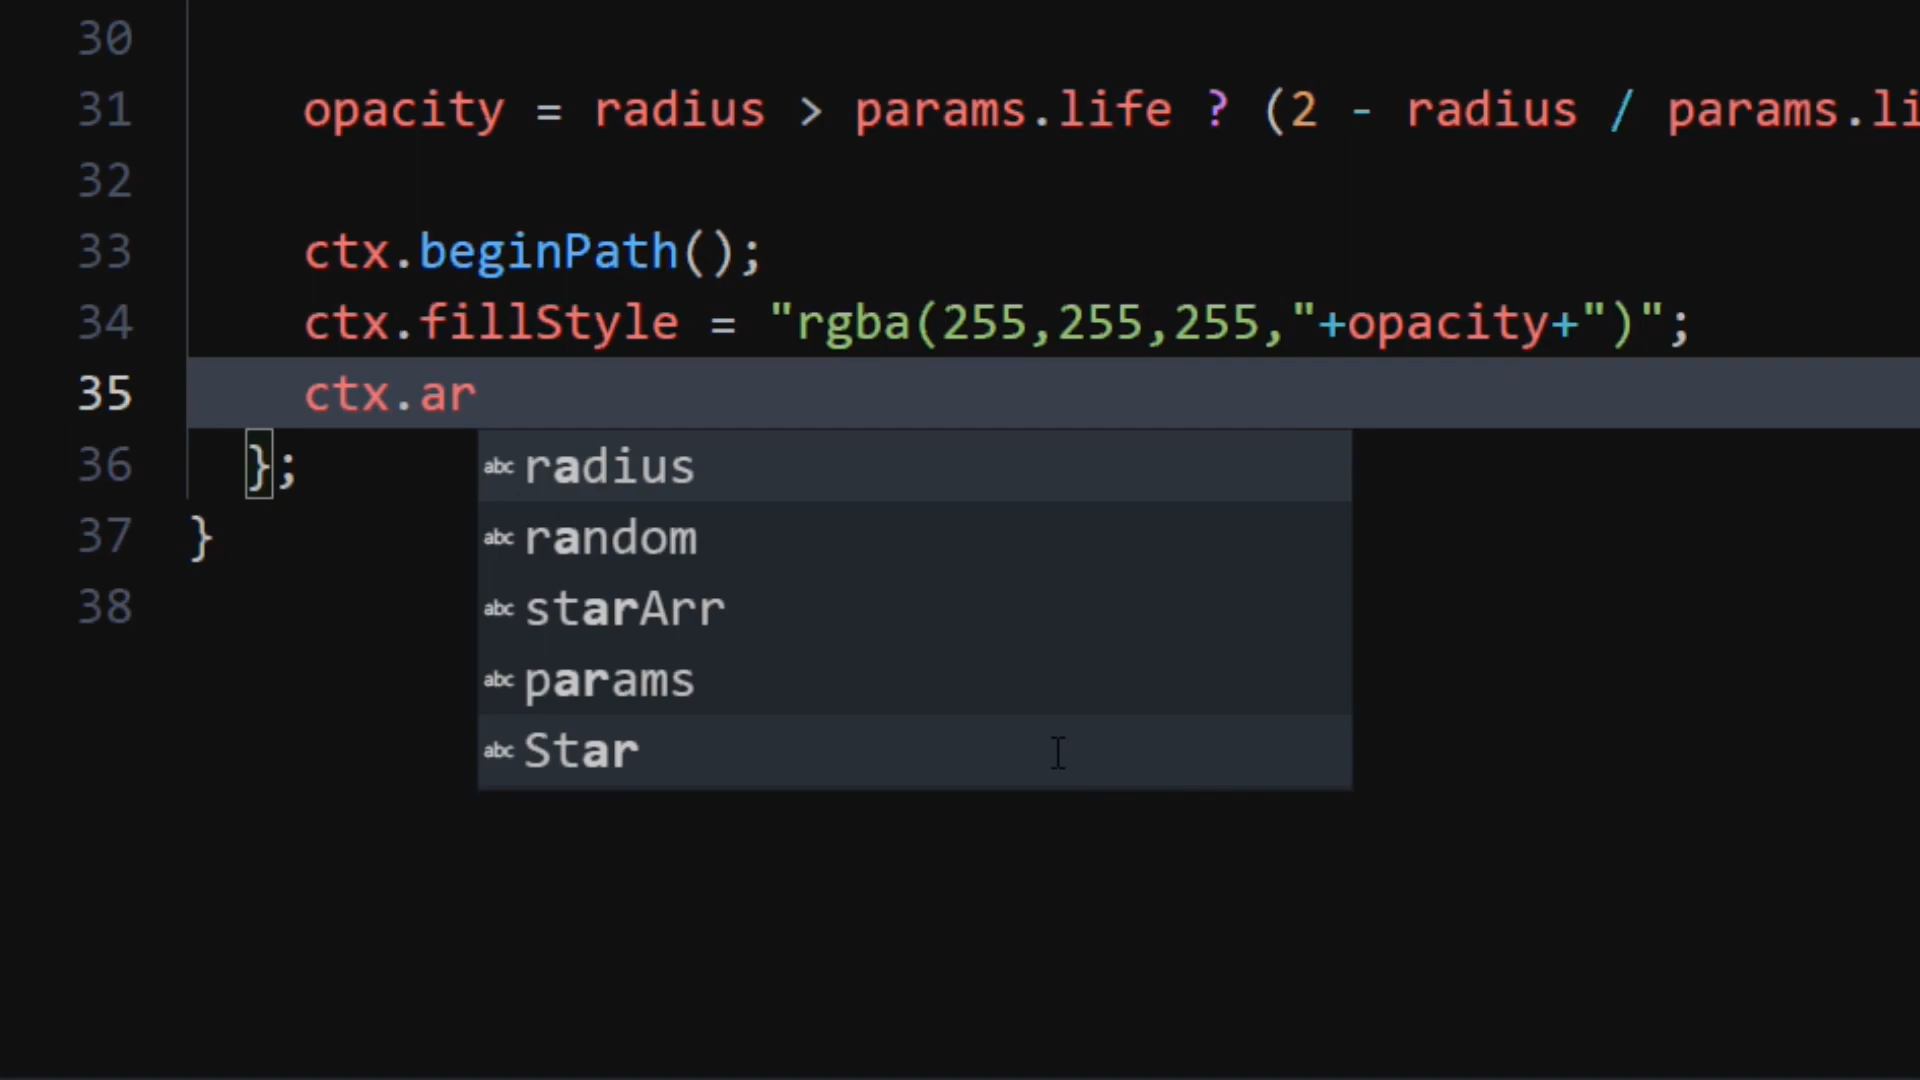 30
31 opacity = radius > params.life ? (2 - radius / params.li
32
33 ctx.beginPath();
34 ctx.fillStyle = "rgba(255,255,255,"+opacity+")";
35 ctx.ar
36 };
abc radius
37 }
abc random
38
abc starArr
abc params
abc Star